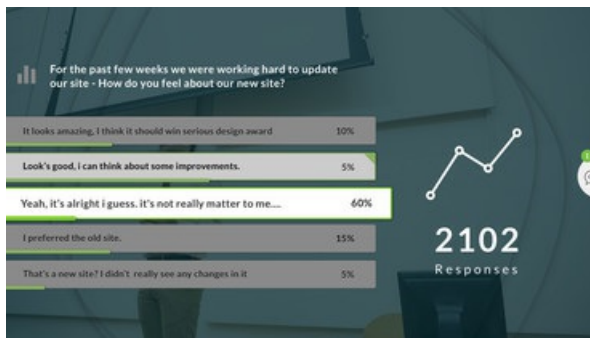 For the past few weeks we were working hard to update
our site - How do you feel about our new site?
It looks amazing, I think it should win serious design award 10%
Look's good, i can think about some improvements. 5%
Yeah, it's alright i guess. it's not really matter to me.... 60%
I preferred the old site. 15%
That's a new site? I didn't really see any changes in it 5%
2102
Responses